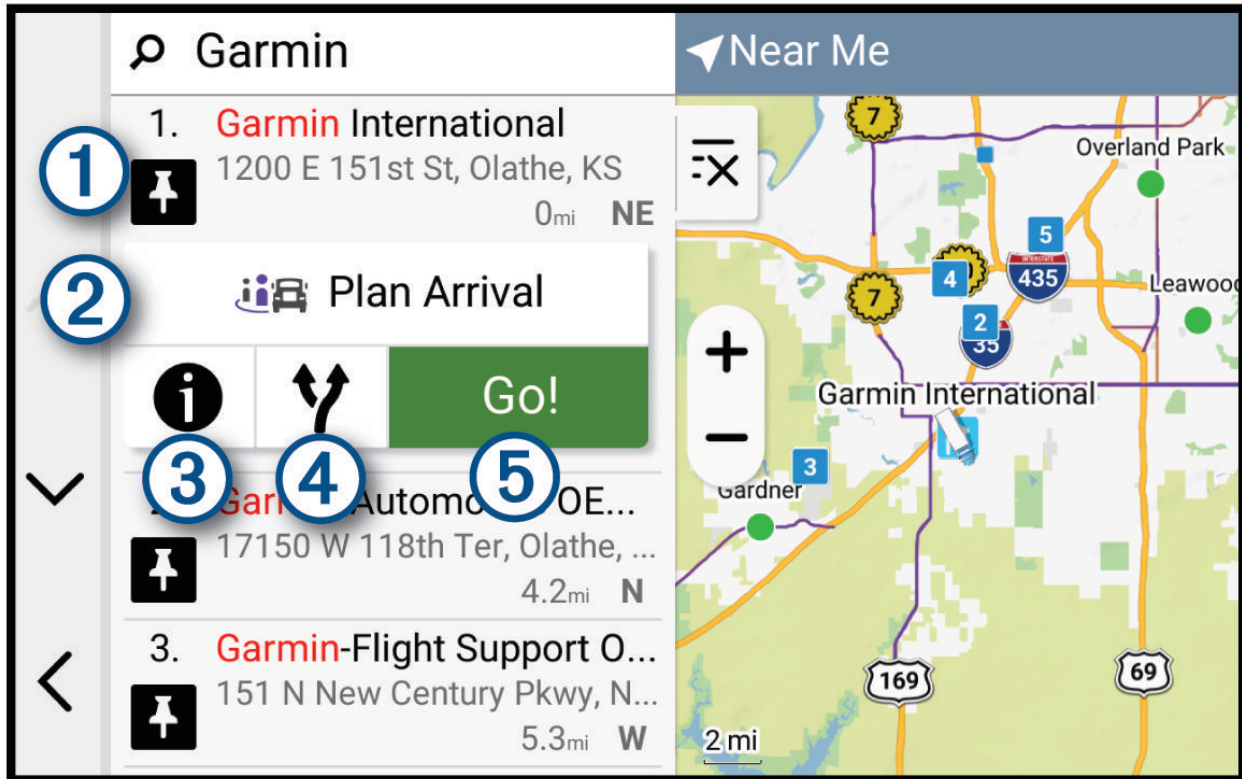 Garmin
Near Me
1. Garmin International
1200 E 151st St, Olathe, KS
0mi NE
1
2
Plan Arrival
i
Go!
3
4
5
Automo OE...
17150 W 118th Ter, Olathe, ...
4.2mi N
3. Garmin-Flight Support O...
151 N New Century Pkwy, N...
5.3mi W
7
Overland Park
5
4
INTERSTATE
435
7
Leawood
2
35
+
−
Garmin International
3
Gardner
169
69
2 mi